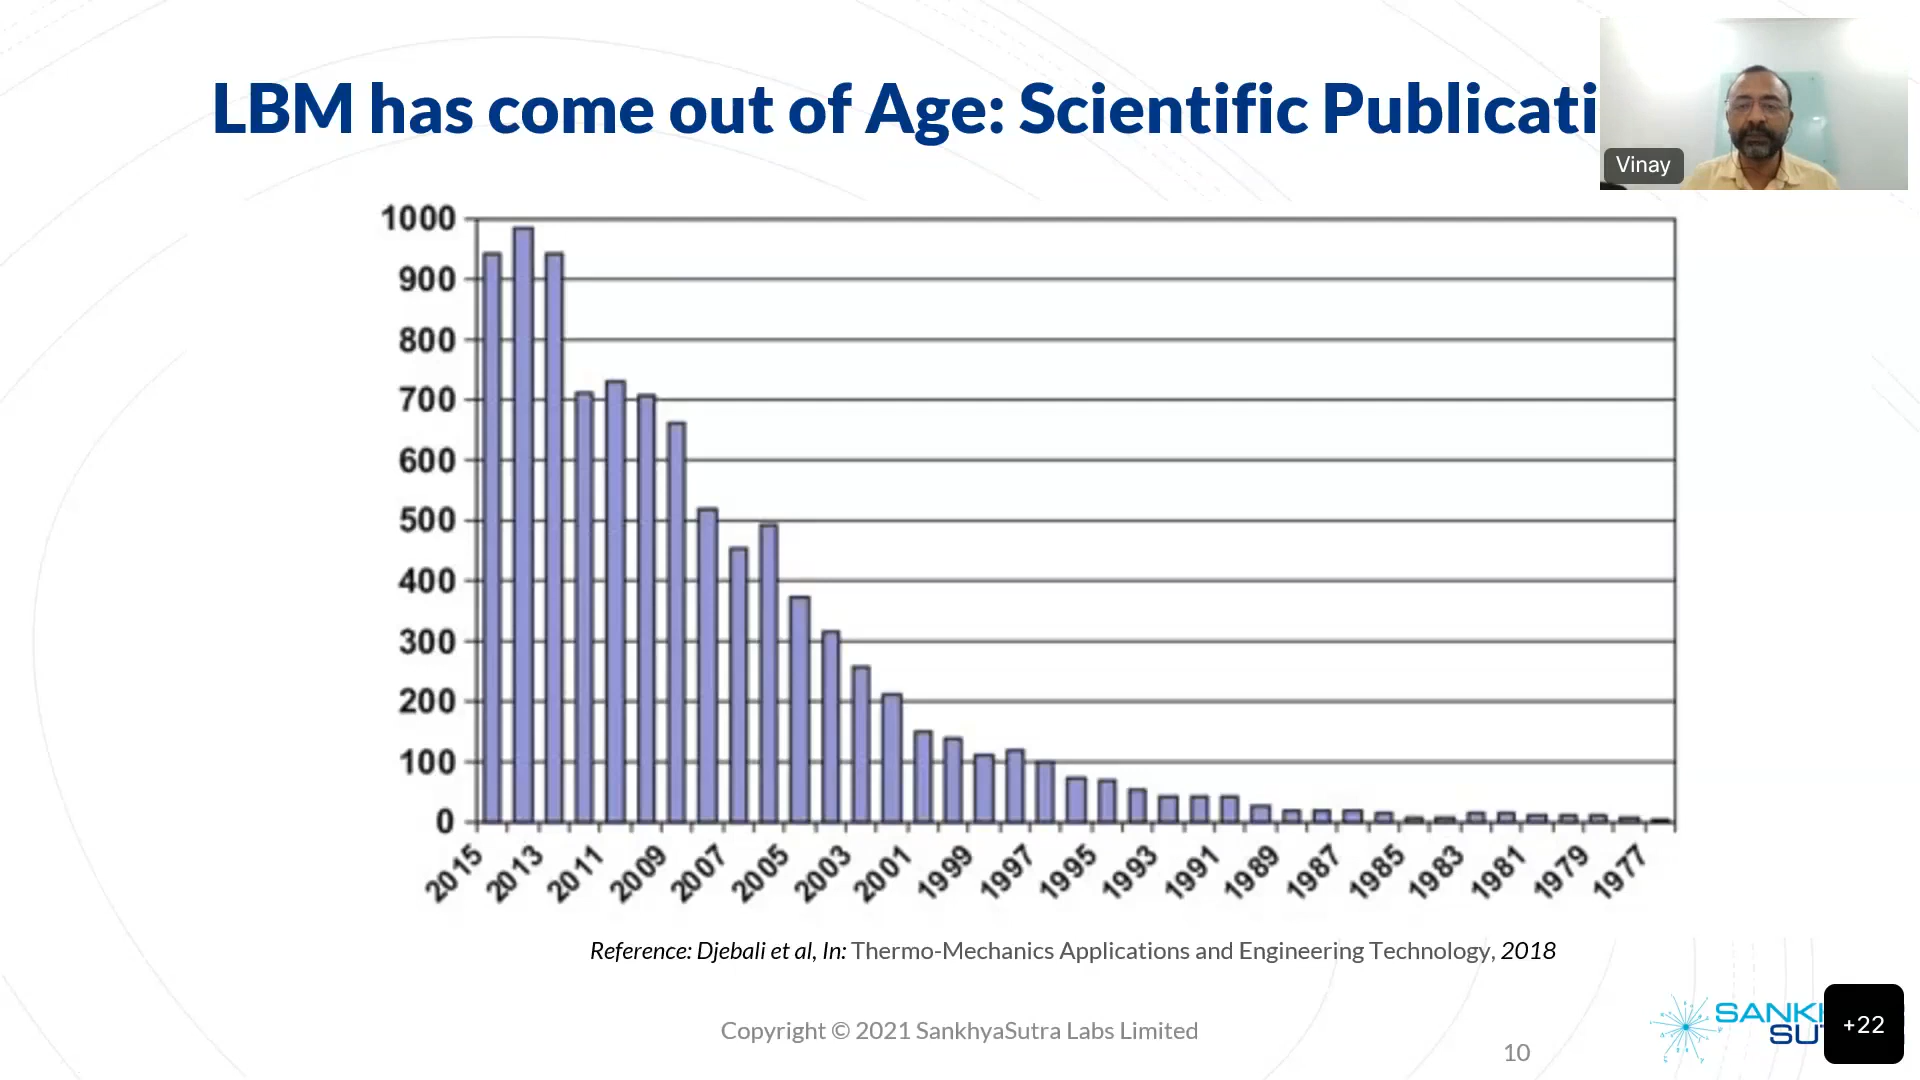 LBM has come out of Age: Scientific Publicati
Vinay
1000
900
800
700
600
500
400
300
200
100
0
2015 2013 2011 2009 2007 2005 2003 2001 1999 1997 1995 1993 1991 1989 1987 1985 1983 1981 1979 1977
Reference: Djebali et al, In: Thermo-Mechanics Applications and Engineering Technology, 2018
Copyright © 2021 SankhyaSutra Labs Limited
10
SANKH
SUT
+22